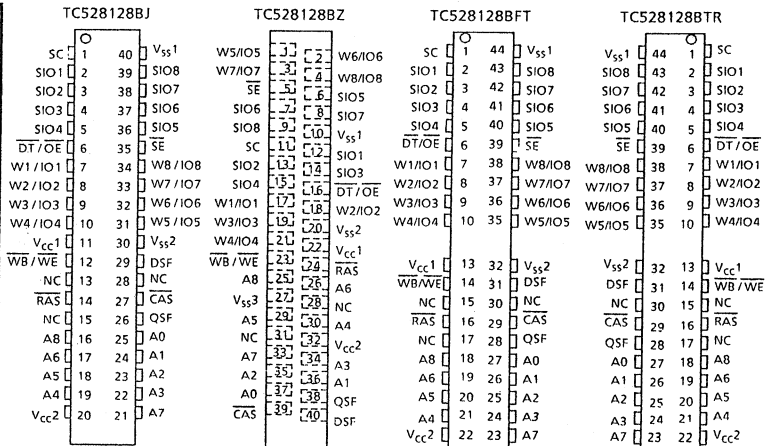 TC528128BJ
SC 1 40 Vss1
SIO1 2 39 SIO8
SIO2 3 38 SIO7
SIO3 4 37 SIO6
SIO4 5 36 SIO5
DT/OE 6 35 SE
W1/IO1 7 34 W8/IO8
W2/IO2 8 33 W7/IO7
W3/IO3 9 32 W6/IO6
W4/IO4 10 31 W5/IO5
Vcc1 11 30 Vss2
WB/WE 12 29 DSF
NC 13 28 NC
RAS 14 27 CAS
NC 15 26 QSF
A8 16 25 A0
A6 17 24 A1
A5 18 23 A2
A4 19 22 A3
Vcc2 20 21 A7
TC528128BZ
W5/IO5 1
2 W6/IO6
W7/IO7 3
4 W8/IO8
SE 5
6 SIO5
SIO6 7
8 SIO7
SIO8 9
10 Vss1
SC 11
12 SIO1
SIO2 13
14 SIO3
SIO4 15
16 DT/OE
W1/IO1 17
18 W2/IO2
W3/IO3 19
20 Vss2
W4/IO4 21
22 Vcc1
WB/WE 23
24 RAS
A8 25
26 A6
Vss3 27
28 NC
A5 29
30 A4
NC 31
32 Vcc2
A7 33
34 A3
A2 35
36 A1
A0 37
38 QSF
CAS 39
40 DSF
TC528128BFT
SC 1 44 Vss1
SIO1 2 43 SIO8
SIO2 3 42 SIO7
SIO3 4 41 SIO6
SIO4 5 40 SIO5
DT/OE 6 39 SE
W1/IO1 7 38 W8/IO8
W2/IO2 8 37 W7/IO7
W3/IO3 9 36 W6/IO6
W4/IO4 10 35 W5/IO5
Vcc1 13 32 Vss2
WB/WE 14 31 DSF
NC 15 30 NC
RAS 16 29 CAS
NC 17 28 QSF
A8 18 27 A0
A6 19 26 A1
A5 20 25 A2
A4 21 24 A3
Vcc2 22 23 A7
TC528128BTR
Vss1 44 1 SC
SIO8 43 2 SIO1
SIO7 42 3 SIO2
SIO6 41 4 SIO3
SIO5 40 5 SIO4
SE 39 6 DT/OE
W8/IO8 38 7 W1/IO1
W7/IO7 37 8 W2/IO2
W6/IO6 36 9 W3/IO3
W5/IO5 35 10 W4/IO4
Vss2 32 13 Vcc1
DSF 31 14 WB/WE
NC 30 15 NC
CAS 29 16 RAS
QSF 28 17 NC
A0 27 18 A8
A1 26 19 A6
A2 25 20 A5
A3 24 21 A4
A7 23 22 Vcc2